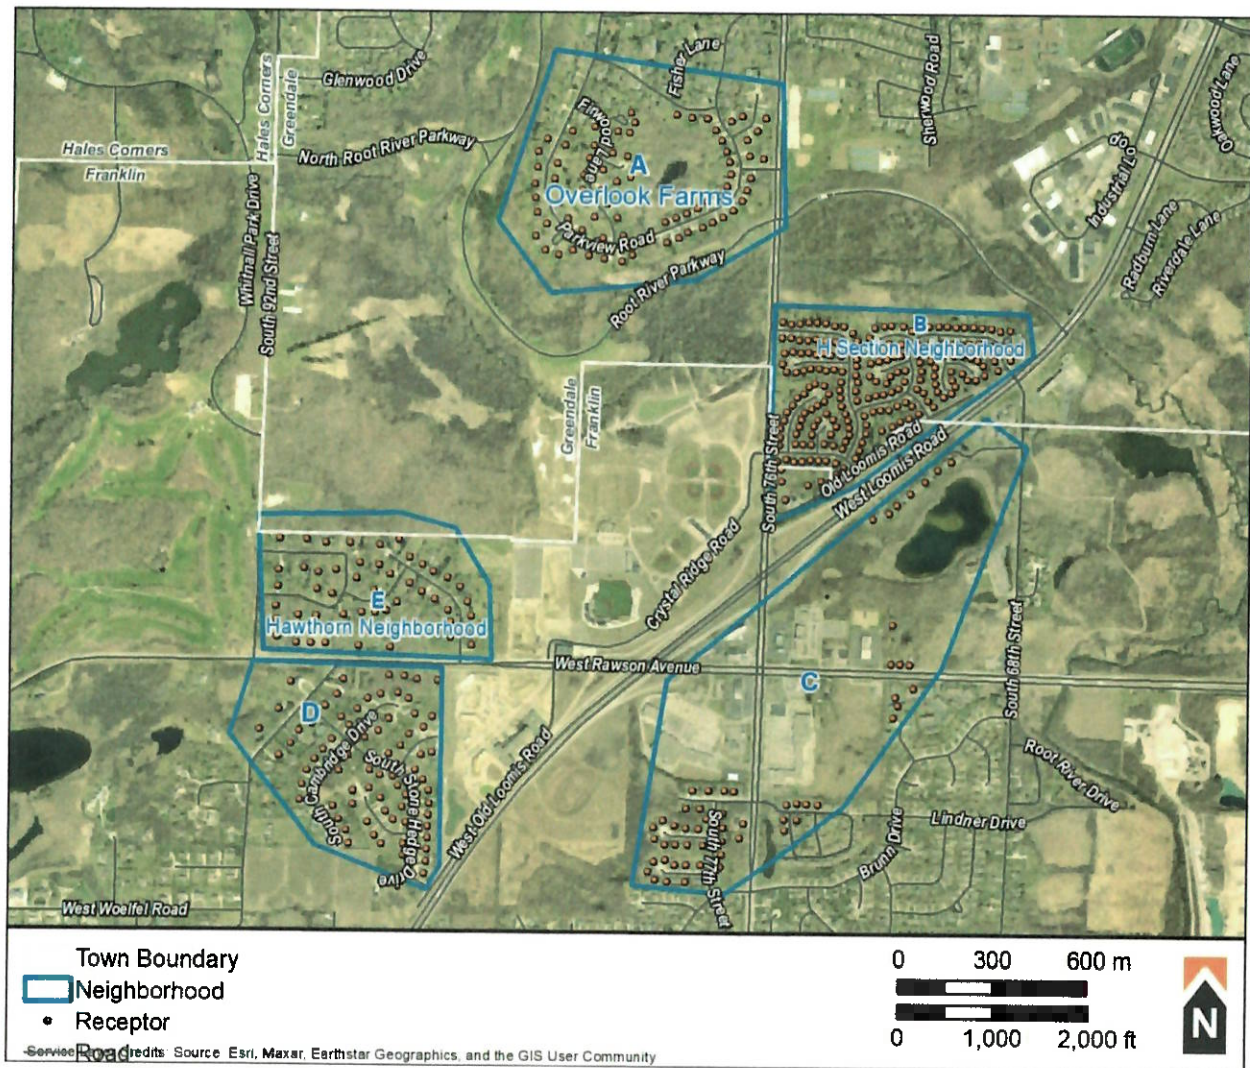 Glenwood Drive
Hales Corners
Greendale
Fisher Lane
Sherwood Road
Okwood Lane
Hales Corners
Franklin
North Root River Parkway
Firwood Lane
A
Overlook Farms
Industrial Loop
Parkview Road
Root River Parkway
Whitnall Park Drive
South 92nd Street
Radburn Lane
Riverdale Lane
B
H Section Neighborhood
Greendale
Franklin
South 76th Street
Old Loomis Road
West Loomis Road
Crystal Ridge Road
E
Hawthorn Neighborhood
West Rawson Avenue
C
South 68th Street
D
South Cambridge Drive
South Stone Hedge Drive
West Old Loomis Road
Root River Drive
Lindner Drive
Brunn Drive
South 77th Street
West Woelfel Road
Town Boundary
Neighborhood
Receptor
Road
Service Layer Credits: Source: Esri, Maxar, Earthstar Geographics, and the GIS User Community
0 300 600 m
0 1,000 2,000 ft
N